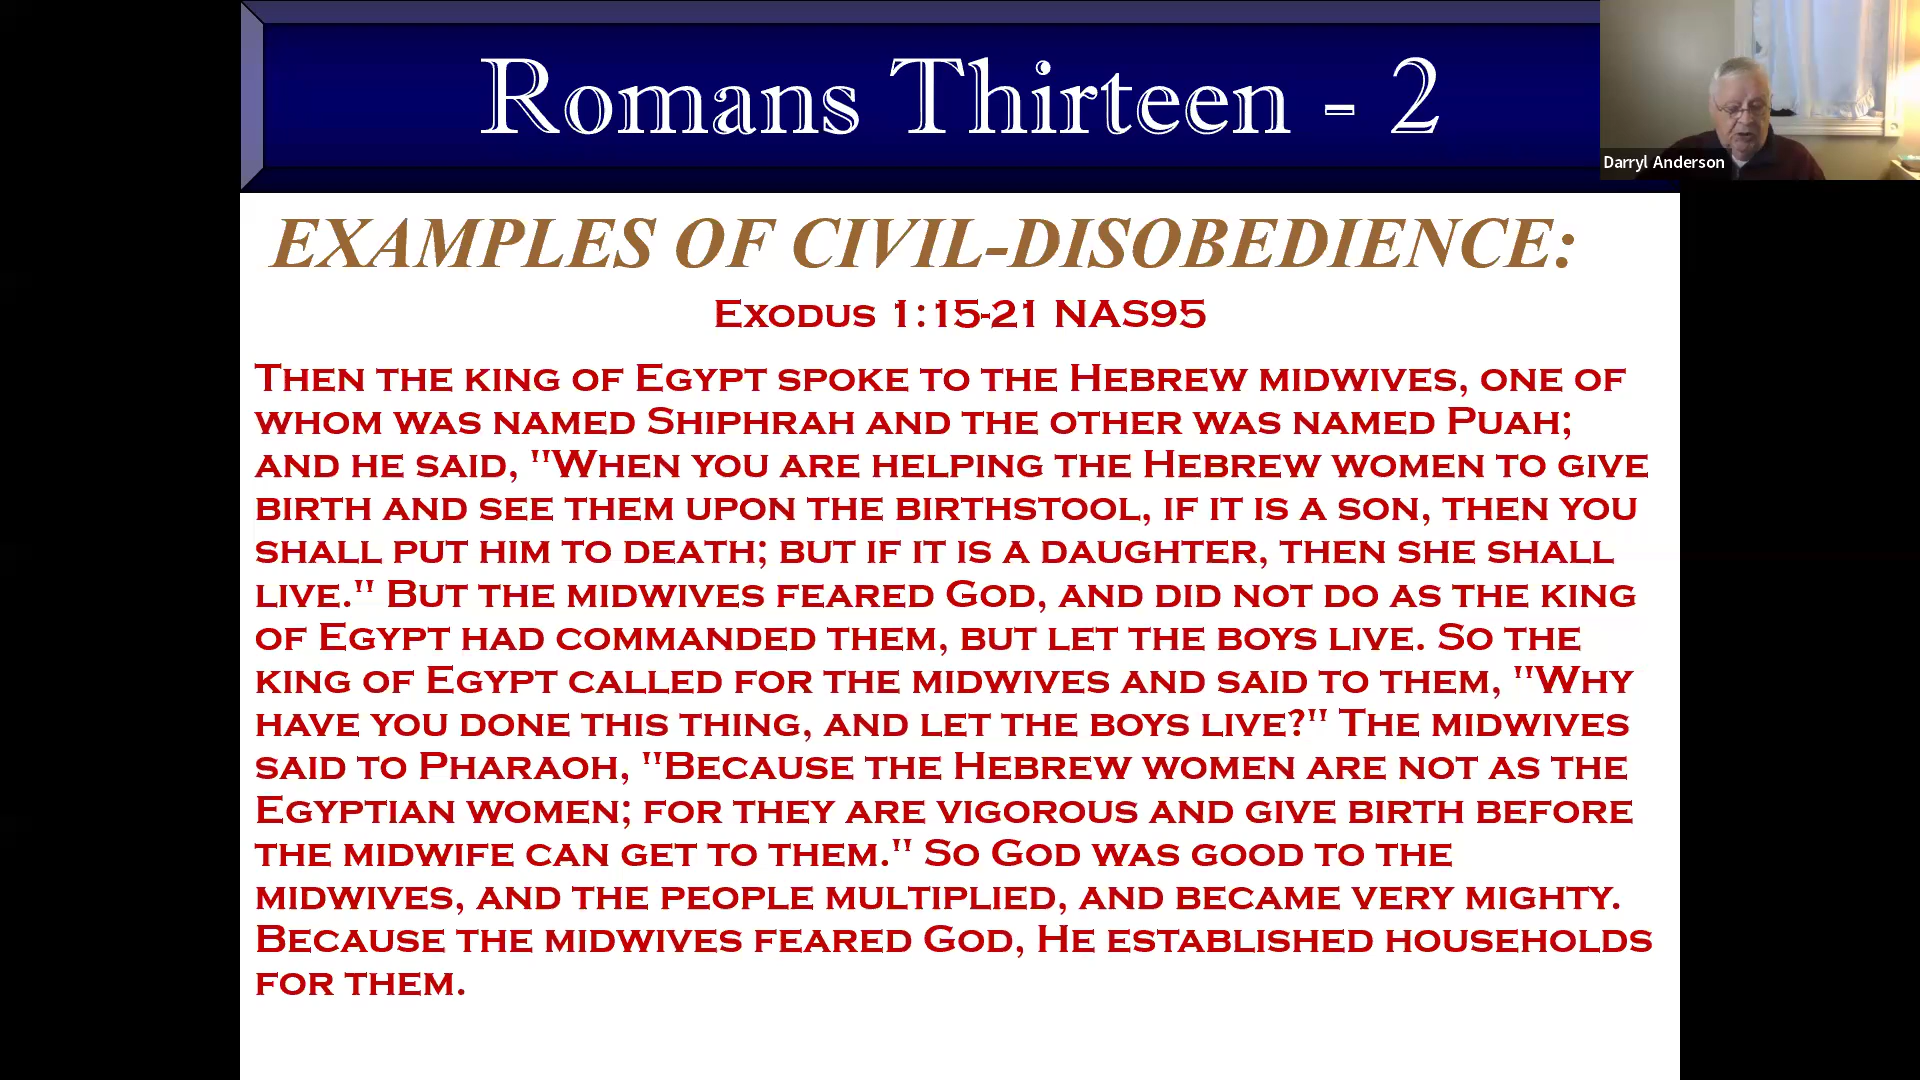 Romans Thirteen - 2
Darryl Anderson
EXAMPLES OF CIVIL-DISOBEDIENCE:
Exodus 1:15-21 NAS95
Then the king of Egypt spoke to the Hebrew midwives, one of
whom was named Shiphrah and the other was named Puah;
and he said, "When you are helping the Hebrew women to give
birth and see them upon the birthstool, if it is a son, then you
shall put him to death; but if it is a daughter, then she shall
live." But the midwives feared God, and did not do as the king
of Egypt had commanded them, but let the boys live. So the
king of Egypt called for the midwives and said to them, "Why
have you done this thing, and let the boys live?" The midwives
said to Pharaoh, "Because the Hebrew women are not as the
Egyptian women; for they are vigorous and give birth before
the midwife can get to them." So God was good to the
midwives, and the people multiplied, and became very mighty.
Because the midwives feared God, He established households
for them.